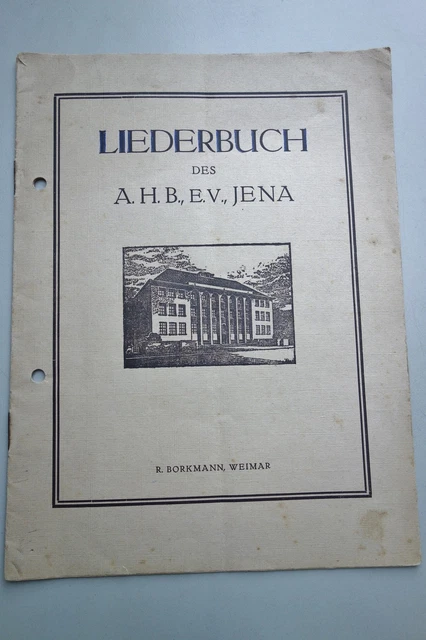 LIEDERBUCH
DES
A.H.B., E.V., JENA
R. BORKMANN, WEIMAR